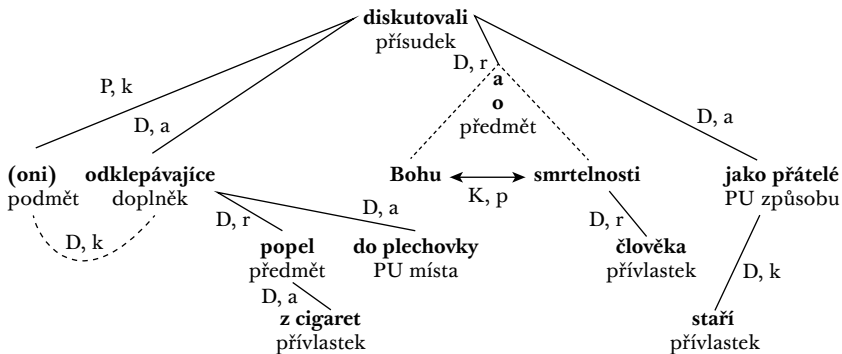 diskutovali
přísudek
P, k
D, a
D, r
a
o
předmět
D, a
(oni)
podmět
odklepávajíce
doplněk
Bohu
K, p
smrtelnosti
jako přátelé
PU způsobu
D, k
D, r
D, a
D, r
D, k
popel
předmět
do plechovky
PU místa
člověka
přívlastek
D, a
z cigaret
přívlastek
staří
přívlastek